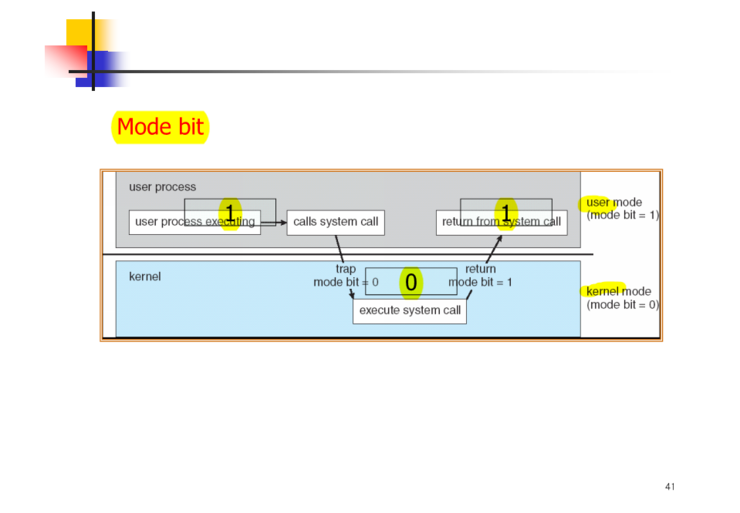 Mode bit
user process
1
1
user process executing
calls system call
return from system call
user mode
(mode bit = 1)
kernel
trap
mode bit = 0
0
return
mode bit = 1
execute system call
kernel mode
(mode bit = 0)
41